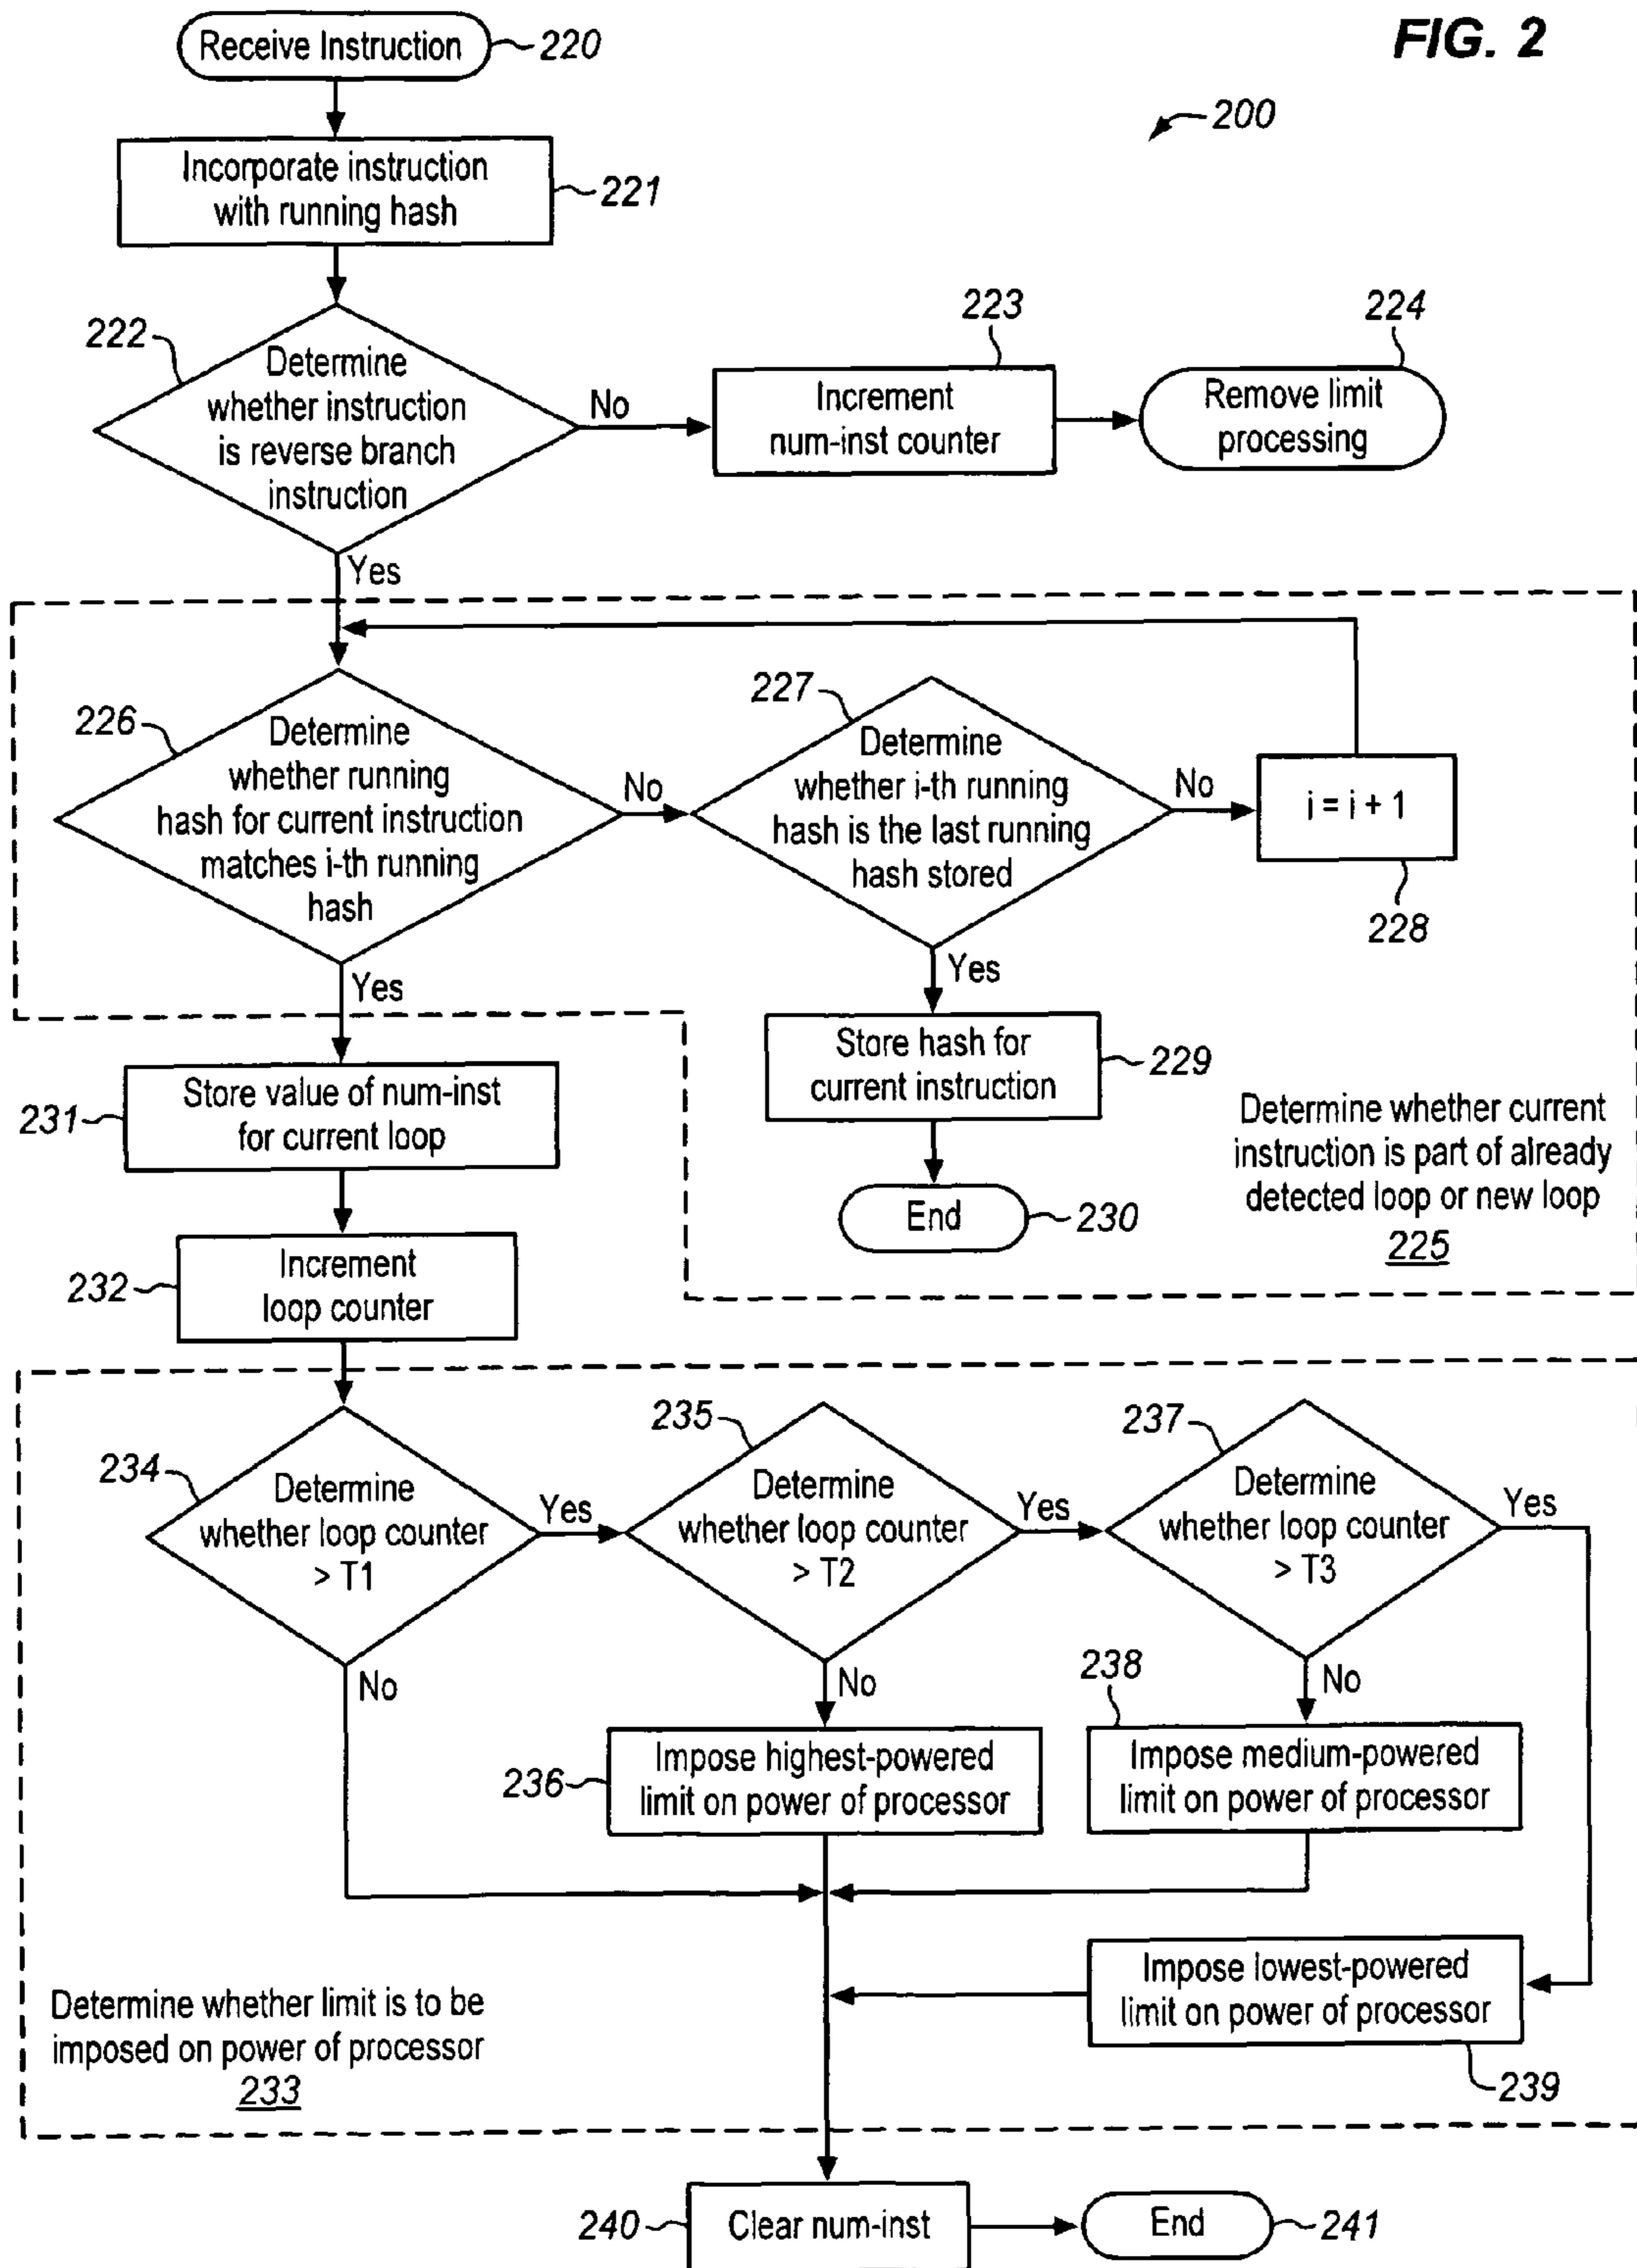 FIG. 2
200
Receive Instruction
220
Incorporate instruction
with running hash
221
222
Determine
whether instruction
is reverse branch
instruction
No
223
Increment
num-inst counter
224
Remove limit
processing
Yes
226
Determine
whether running
hash for current instruction
matches i-th running
hash
No
227
Determine
whether i-th running
hash is the last running
hash stored
No
i = i + 1
228
Yes
Yes
Store hash for
current instruction
229
End
230
Determine whether current
instruction is part of already
detected loop or new loop
225
231
Store value of num-inst
for current loop
232
Increment
loop counter
234
Determine
whether loop counter
> T1
Yes
235
Determine
whether loop counter
> T2
Yes
237
Determine
whether loop counter
> T3
Yes
No
No
No
236
Impose highest-powered
limit on power of processor
238
Impose medium-powered
limit on power of processor
Impose lowest-powered
limit on power of processor
239
Determine whether limit is to be
imposed on power of processor
233
240
Clear num-inst
End
241